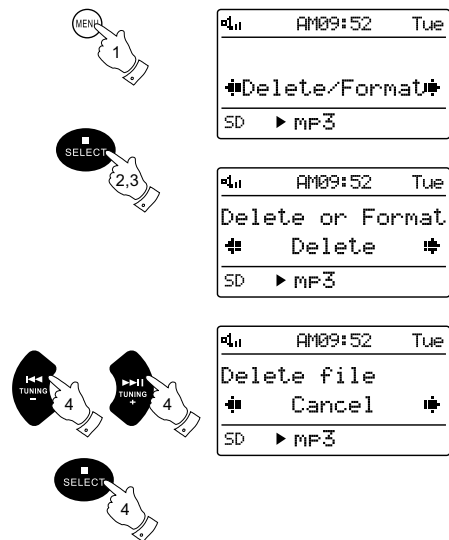 MENU
1
AM09:52 Tue
Delete/Format
SD mp3
SELECT
2,3
AM09:52 Tue
Delete or Format
Delete
SD mp3
TUNING
−
4
TUNING
+
4
AM09:52 Tue
Delete file
Cancel
SD mp3
SELECT
4